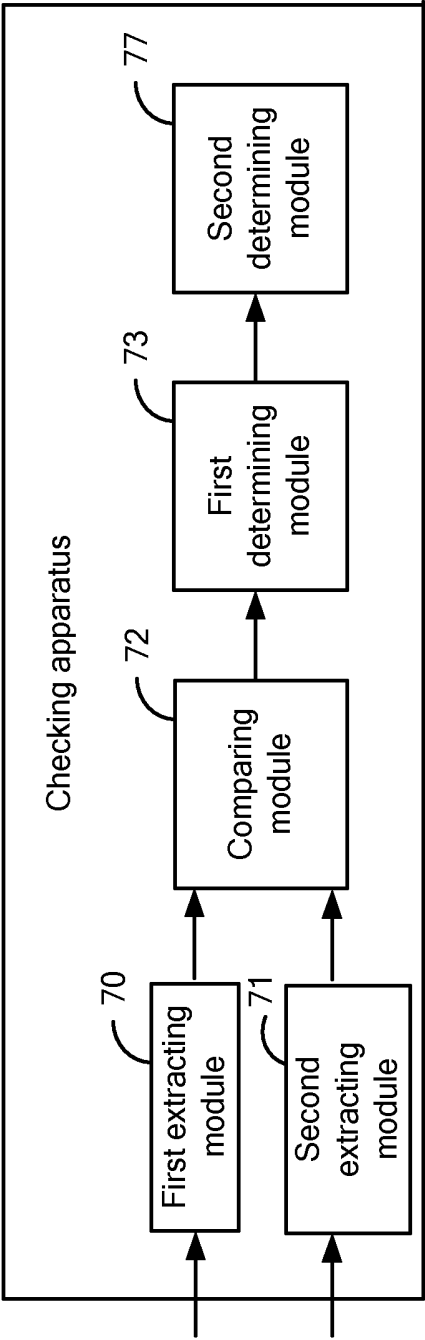 Checking apparatus
70
First extracting
module
71
Second
extracting
module
72
Comparing
module
73
First
determining
module
77
Second
determining
module